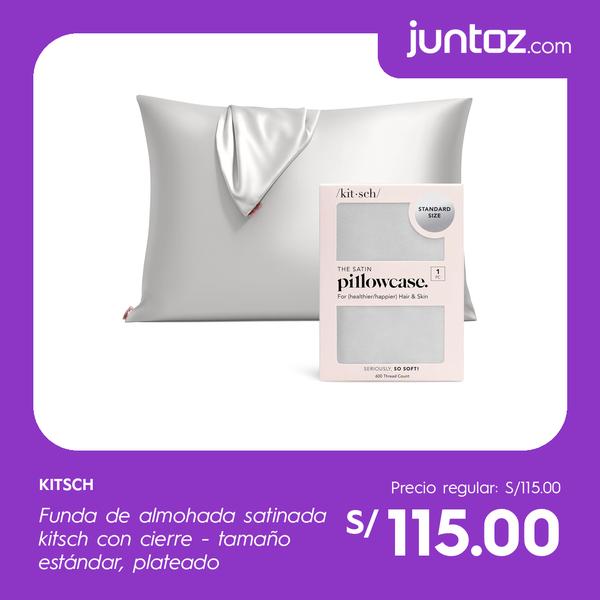 juntoz.com
/kit·sch/
STANDARD
SIZE
THE SATIN
pillowcase.
1
PC
For (healthier/happier) Hair & Skin
SERIOUSLY, SO SOFT!
600 Thread Count
KITSCH
Funda de almohada satinada
kitsch con cierre - tamaño
estándar, plateado
Precio regular: S/115.00
S/115.00